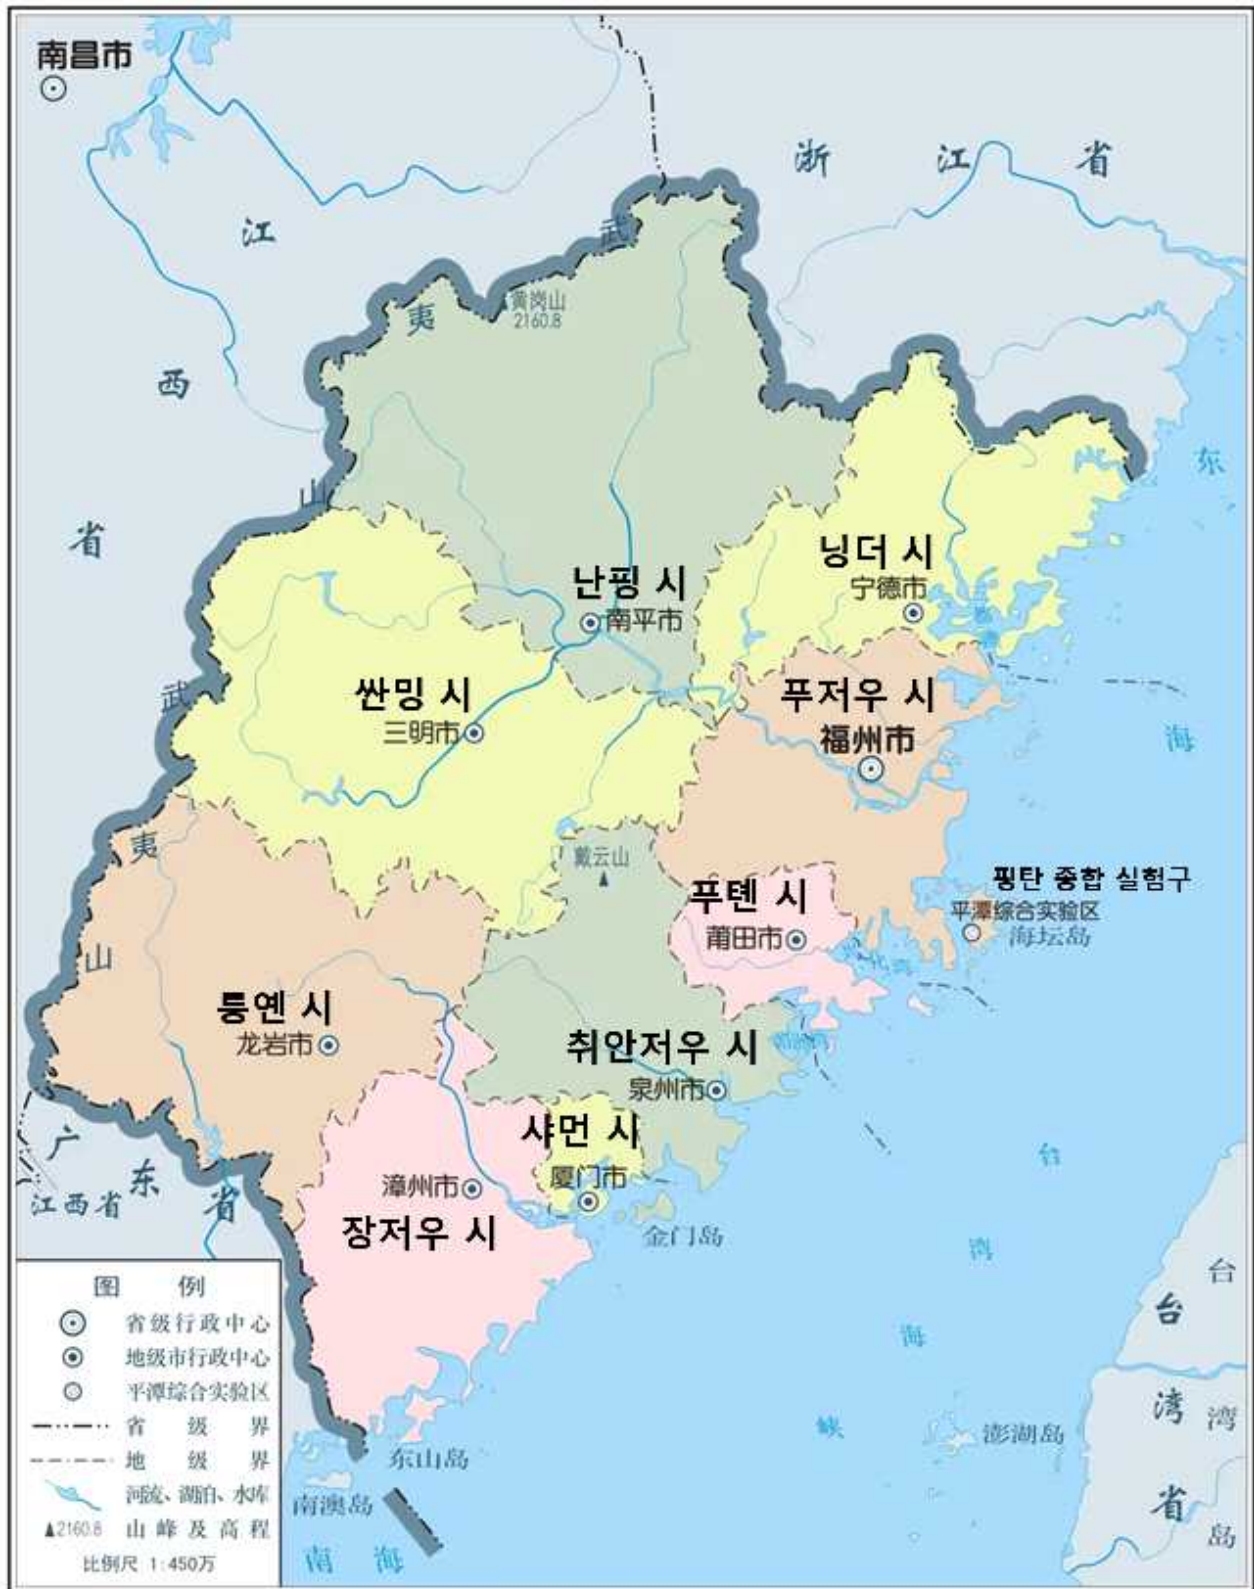 南昌市
浙 江 省
江
武
黄岗山
2160.8
夷
西
东
山
省
닝더 시
宁德市
난핑 시
南平市
싼밍 시
三明市
武
푸저우 시
福州市
海
夷
戴云山
핑탄 종합 실험구
平潭综合实验区
海坛岛
푸톈 시
莆田市
山
룽옌 시
龙岩市
취안저우 시
泉州市
샤먼 시
厦门市
广
东
省
江西省
漳州市
장저우 시
金门岛
台
湾
海
峡
台
湾
省
台
湾
岛
澎湖岛
东山岛
南澳岛
南 海
图 例
省级行政中心
地级市行政中心
平潭综合实验区
省 级 界
地 级 界
河流、湖泊、水库
▲2160.8 山峰及高程
比例尺 1:450万